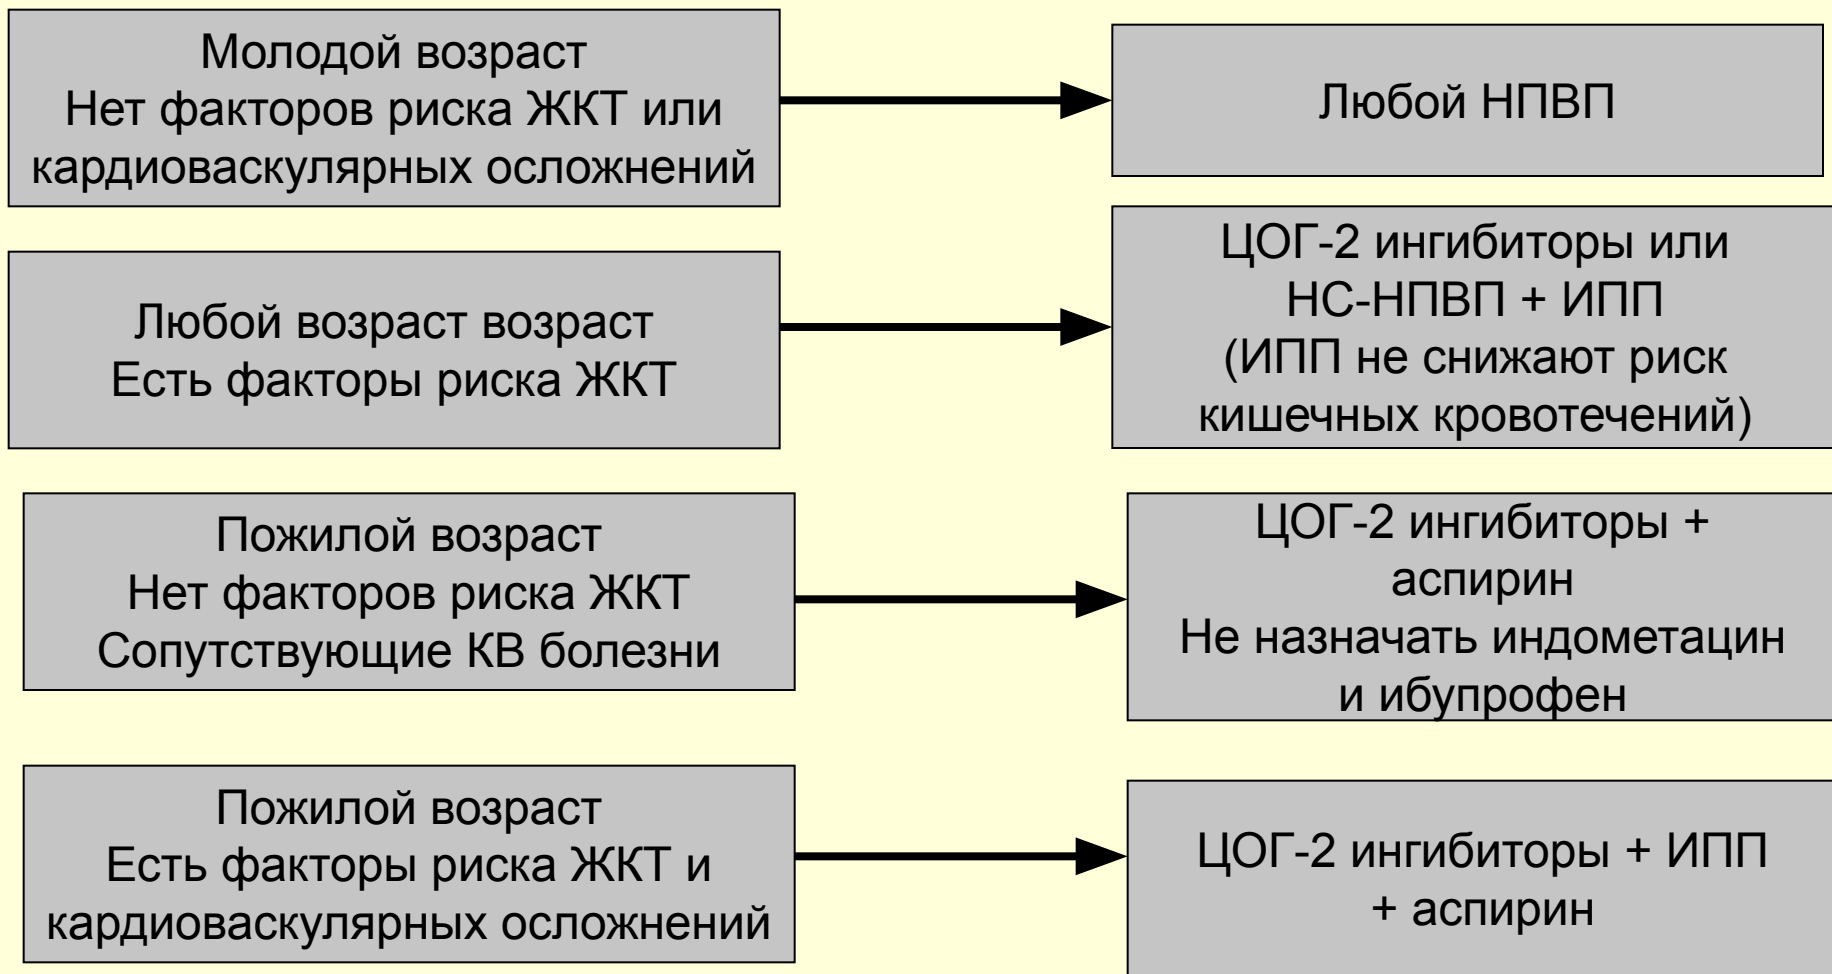 Молодой возраст
Нет факторов риска ЖКТ или
кардиоваскулярных осложнений
Любой НПВП
Любой возраст возраст
Есть факторы риска ЖКТ
ЦОГ-2 ингибиторы или
НС-НПВП + ИПП
(ИПП не снижают риск
кишечных кровотечений)
Пожилой возраст
Нет факторов риска ЖКТ
Сопутствующие КВ болезни
ЦОГ-2 ингибиторы +
аспирин
Не назначать индометацин
и ибупрофен
Пожилой возраст
Есть факторы риска ЖКТ и
кардиоваскулярных осложнений
ЦОГ-2 ингибиторы + ИПП
+ аспирин